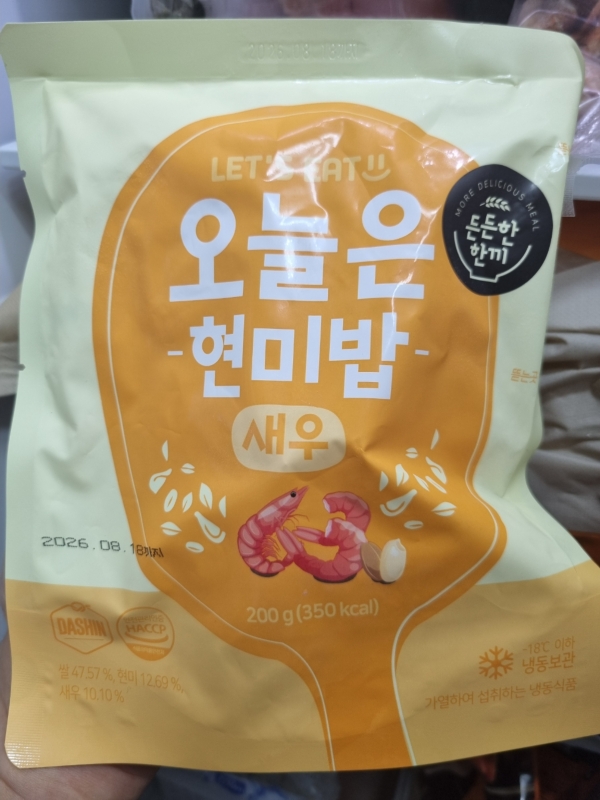 LET'S EAT
MORE DELICIOUS MEAL
든든한
한끼
오늘은
-현미밥-
새우
2026.08.18까지
200 g (350 kcal)
DASHIN
HACCP
쌀 47.57 %, 현미 12.69 %,
새우 10.10 %
-18℃ 이하
냉동보관
가열하여 섭취하는 냉동식품